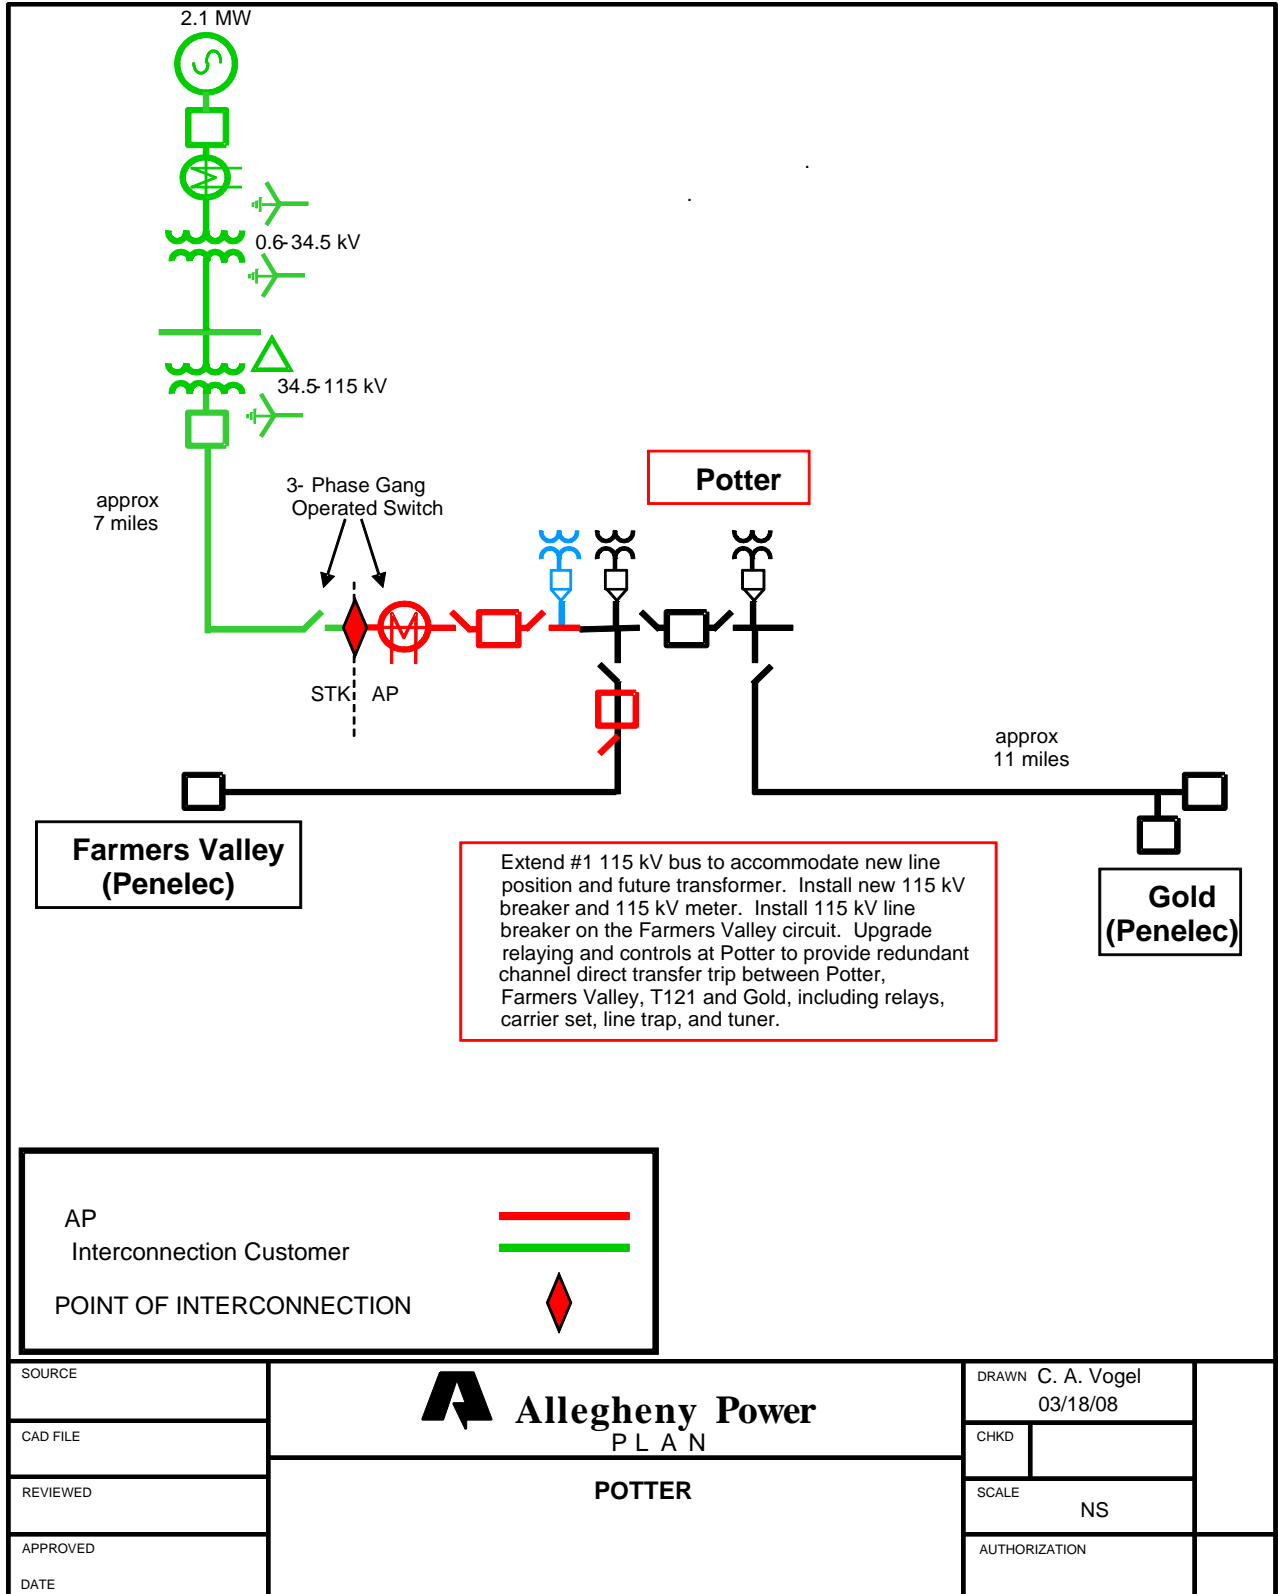 2.1 MW
0.6-34.5 kV
34.5-115 kV
approx
7 miles
3- Phase Gang
Operated Switch
Potter
STK
AP
approx
11 miles
Farmers Valley
(Penelec)
Extend #1 115 kV bus to accommodate new line
position and future transformer. Install new 115 kV
breaker and 115 kV meter. Install 115 kV line
breaker on the Farmers Valley circuit. Upgrade
relaying and controls at Potter to provide redundant
channel direct transfer trip between Potter,
Farmers Valley, T121 and Gold, including relays,
carrier set, line trap, and tuner.
Gold
(Penelec)
AP
Interconnection Customer
POINT OF INTERCONNECTION
SOURCE
CAD FILE
REVIEWED
APPROVED
DATE
Allegheny Power
PLAN
POTTER
DRAWN C. A. Vogel
03/18/08
CHKD
SCALE
NS
AUTHORIZATION